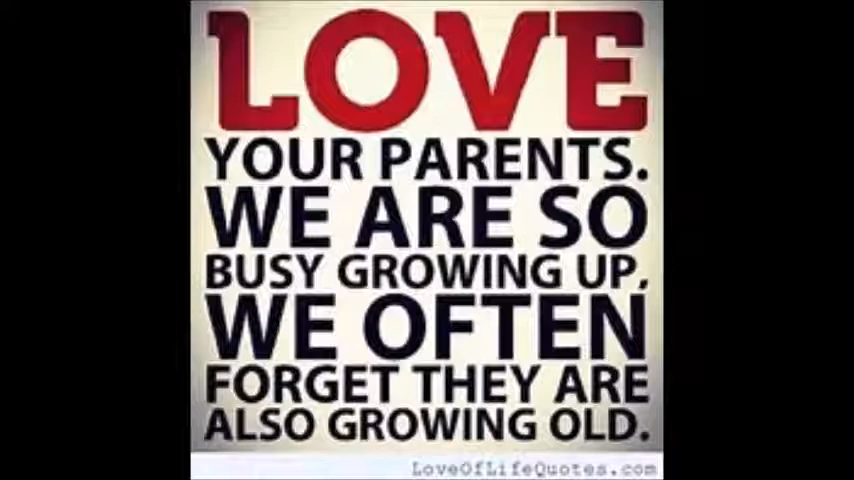 LOVE
YOUR PARENTS.
WE ARE SO
BUSY GROWING UP,
WE OFTEN
FORGET THEY ARE
ALSO GROWING OLD.
LoveOfLifeQuotes.com